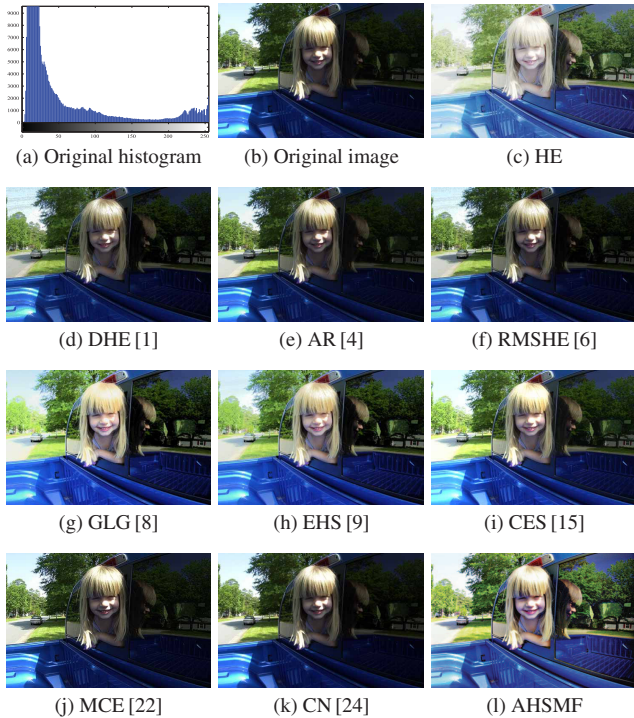 9000
8000
7000
6000
5000
4000
3000
2000
1000
0
0 50 100 150 200 250
(a) Original histogram
(b) Original image
(c) HE
(d) DHE [1]
(e) AR [4]
(f) RMSHE [6]
(g) GLG [8]
(h) EHS [9]
(i) CES [15]
(j) MCE [22]
(k) CN [24]
(l) AHSMF